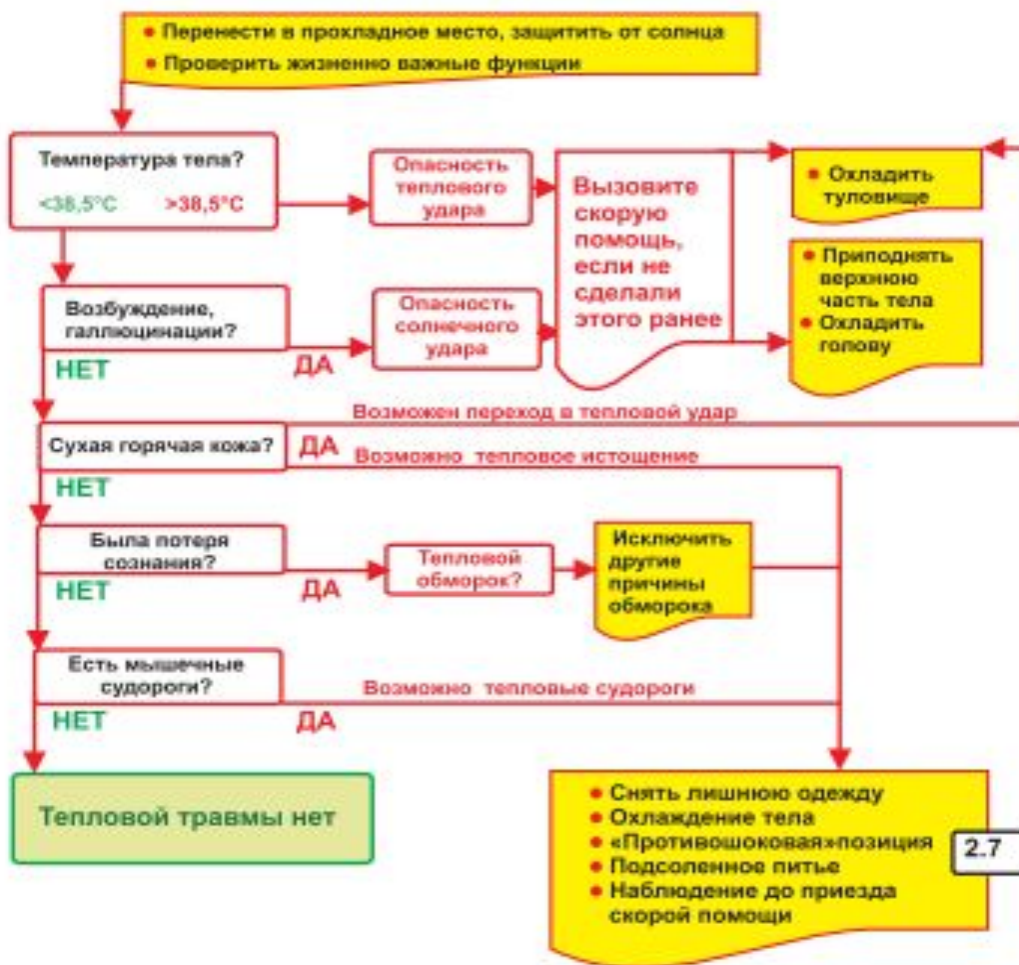 • Перенести в прохладное место, защитить от солнца
• Проверить жизненно важные функции
Температура тела?
<38,5°С >38,5°С
Опасность
теплового
удара
Вызовите
скорую
помощь,
если не
сделали
этого ранее
• Охладить
туловище
• Приподнять
верхнюю
часть тела
• Охладить
голову
Возбуждение,
галлюцинации?
Опасность
солнечного
удара
НЕТ ДА
Возможен переход в тепловой удар
Сухая горячая кожа?
ДА
Возможно тепловое истощение
НЕТ
Была потеря
сознания?
Тепловой
обморок?
Исключить
другие
причины
обморока
НЕТ ДА
Есть мышечные
судороги?
Возможно тепловые судороги
НЕТ ДА
Тепловой травмы нет
• Снять лишнюю одежду
• Охлаждение тела
• «Противошоковая»позиция
• Подсоленное питье
• Наблюдение до приезда
скорой помощи
2.7